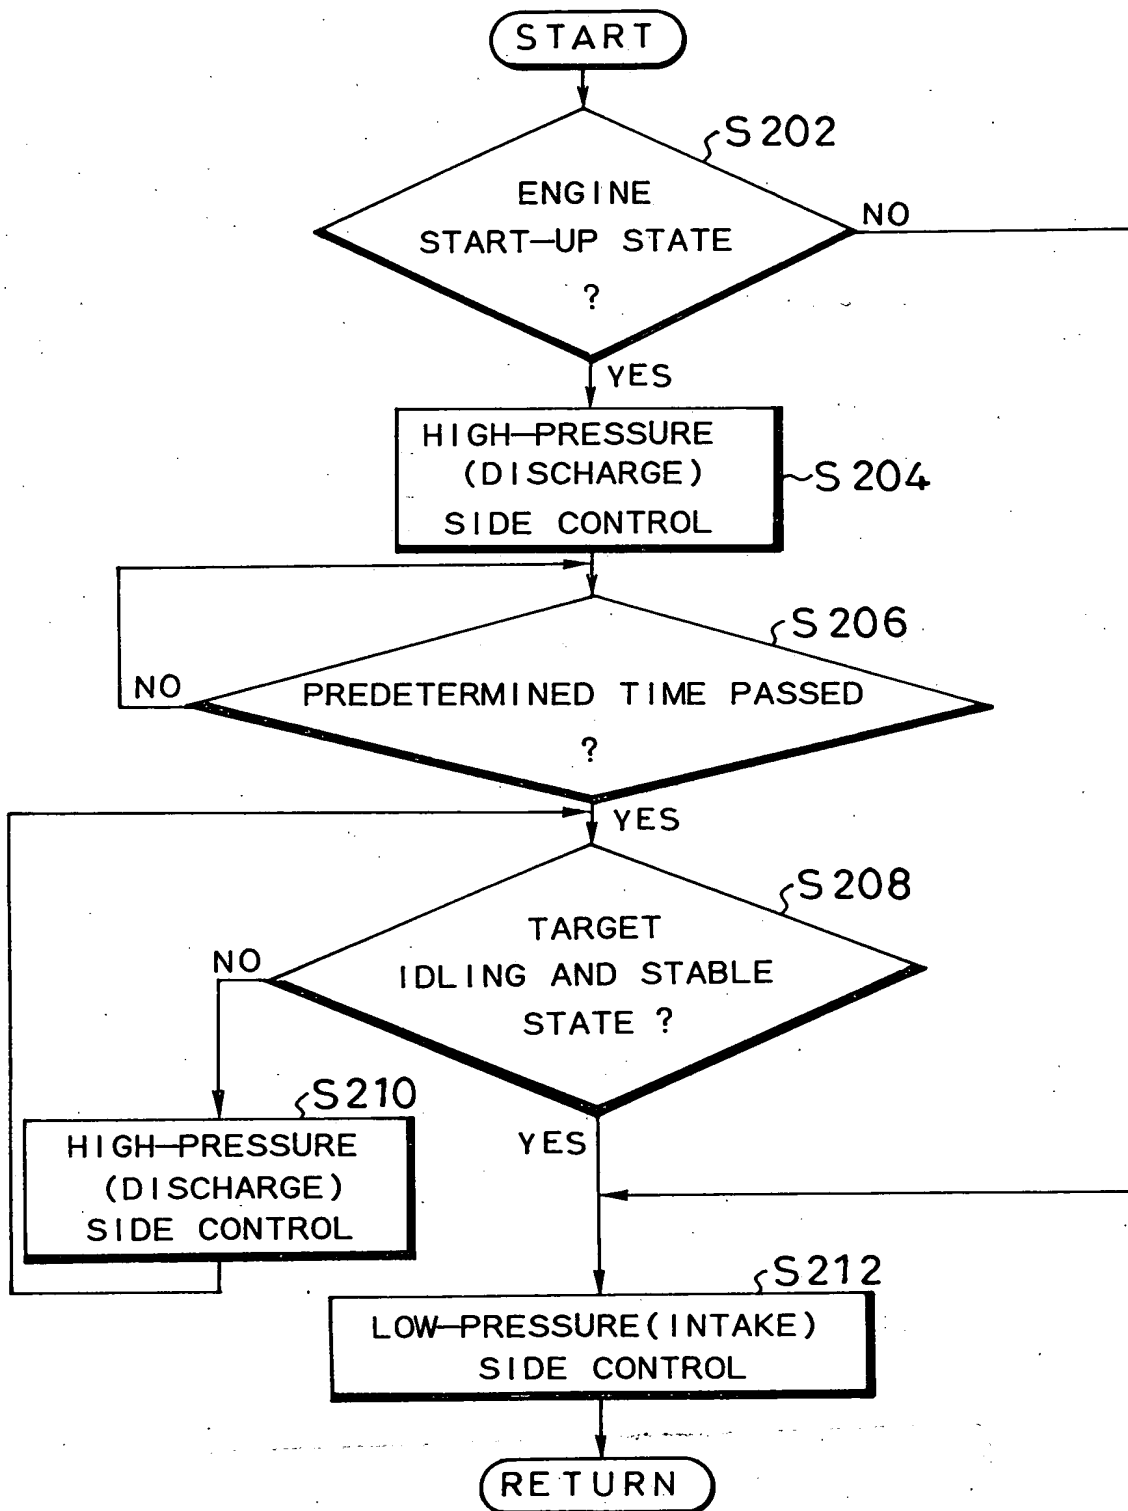 START
S202
ENGINE
START-UP STATE
?
NO
YES
HIGH-PRESSURE
(DISCHARGE)
SIDE CONTROL
S204
S206
NO
PREDETERMINED TIME PASSED
?
YES
S208
TARGET
IDLING AND STABLE
STATE ?
NO
S210
HIGH-PRESSURE
(DISCHARGE)
SIDE CONTROL
YES
S212
LOW-PRESSURE(INTAKE)
SIDE CONTROL
RETURN